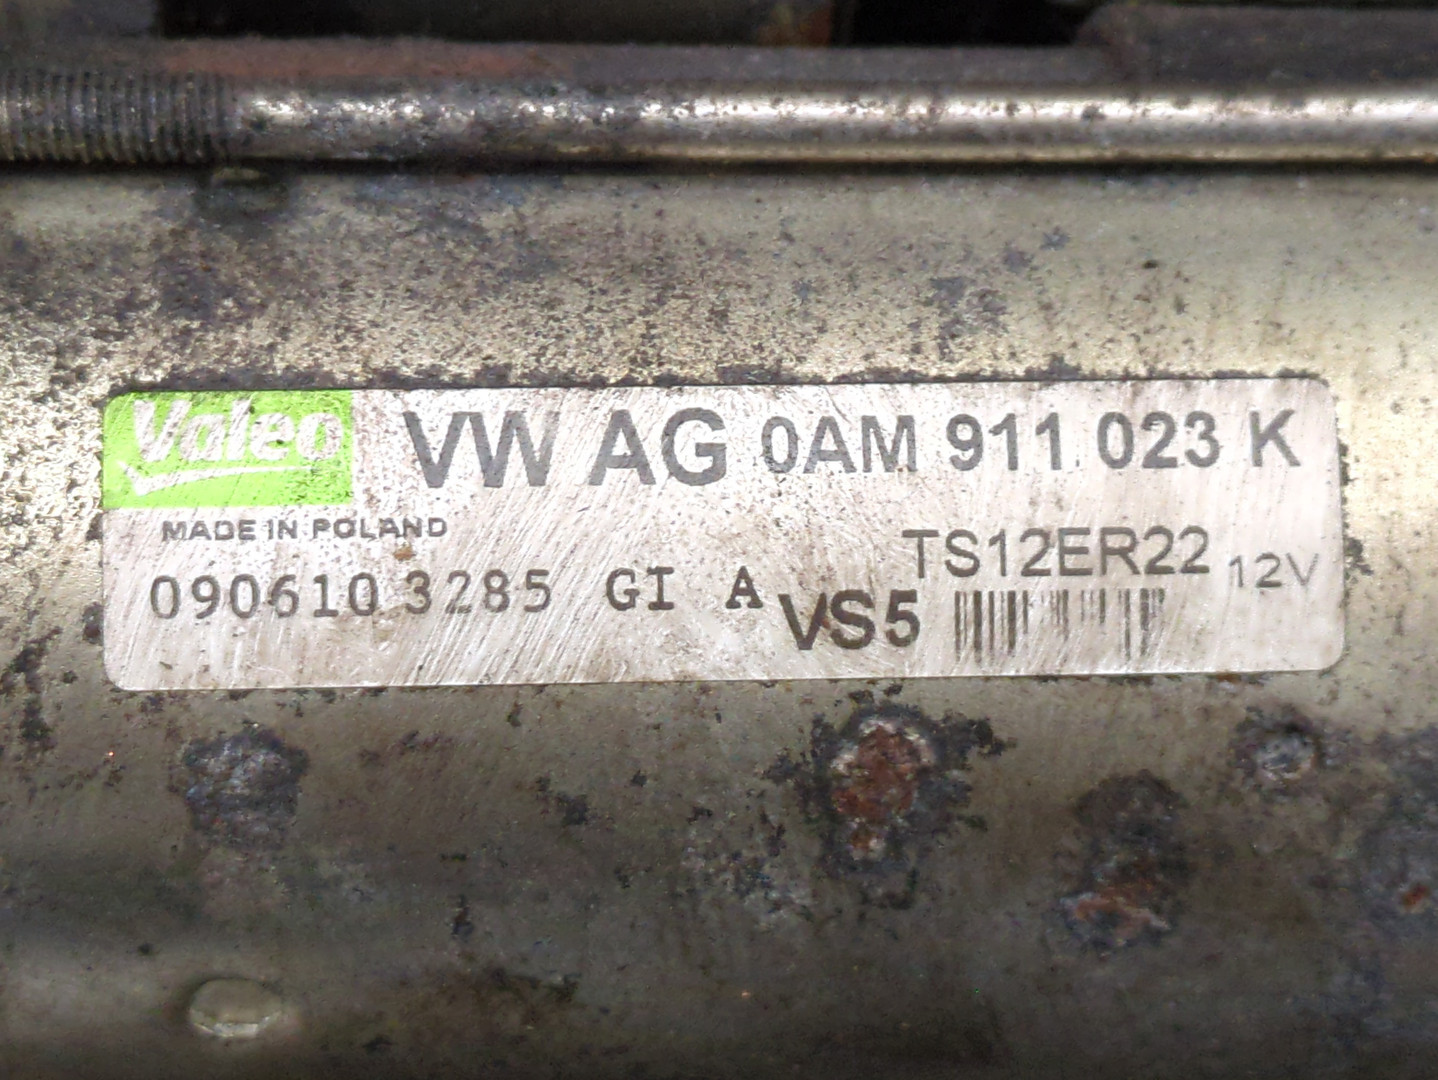 Valeo VW AG 0AM 911 023 K
MADE IN POLAND
TS12ER22 12V
090610 3285 GI A VS5